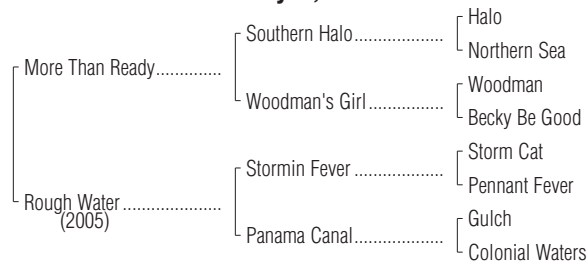 Halo
Southern Halo
Northern Sea
More Than Ready
Woodman
Woodman's Girl
Becky Be Good
Storm Cat
Stormin Fever
Pennant Fever
Rough Water
(2005)
Gulch
Panama Canal
Colonial Waters